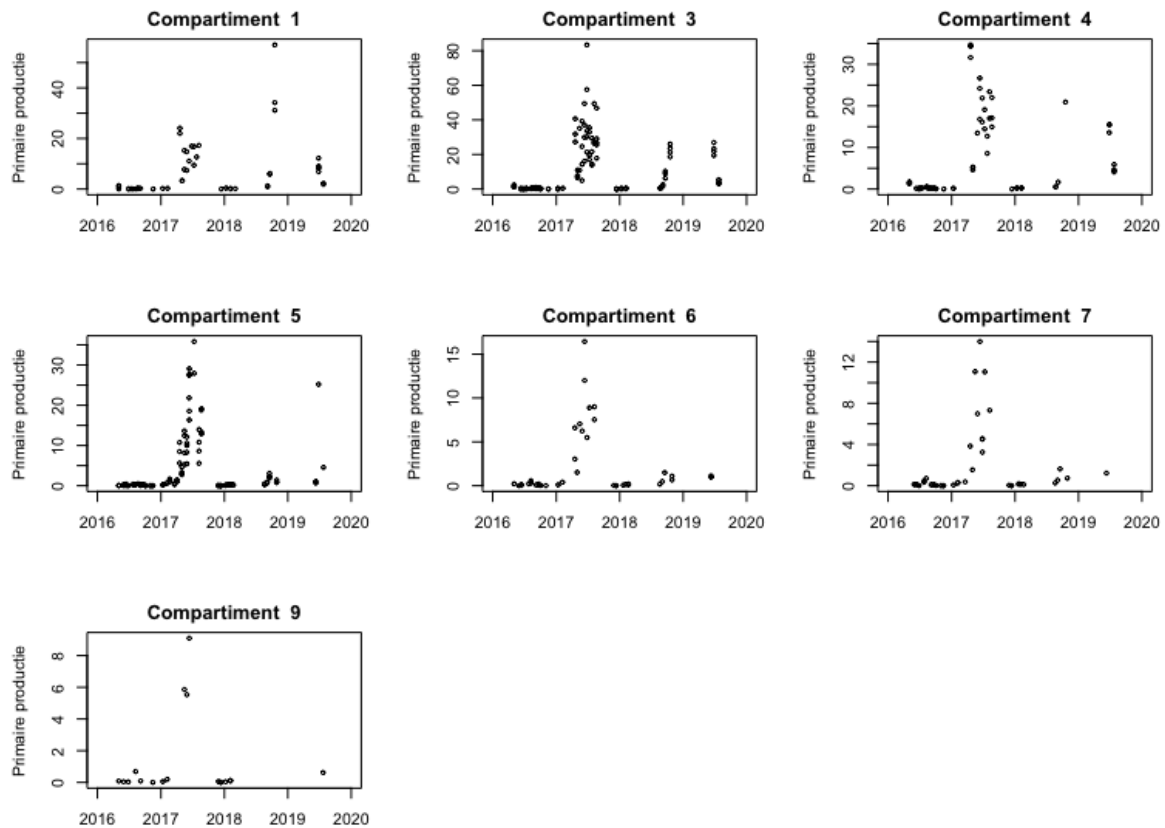 Compartiment 1
Primaire productie
0 20 40
2016 2017 2018 2019 2020
Compartiment 3
Primaire productie
0 20 40 60 80
2016 2017 2018 2019 2020
Compartiment 4
Primaire productie
0 10 20 30
2016 2017 2018 2019 2020
Compartiment 5
Primaire productie
0 10 20 30
2016 2017 2018 2019 2020
Compartiment 6
Primaire productie
0 5 10 15
2016 2017 2018 2019 2020
Compartiment 7
Primaire productie
0 4 8 12
2016 2017 2018 2019 2020
Compartiment 9
Primaire productie
0 2 4 6 8
2016 2017 2018 2019 2020